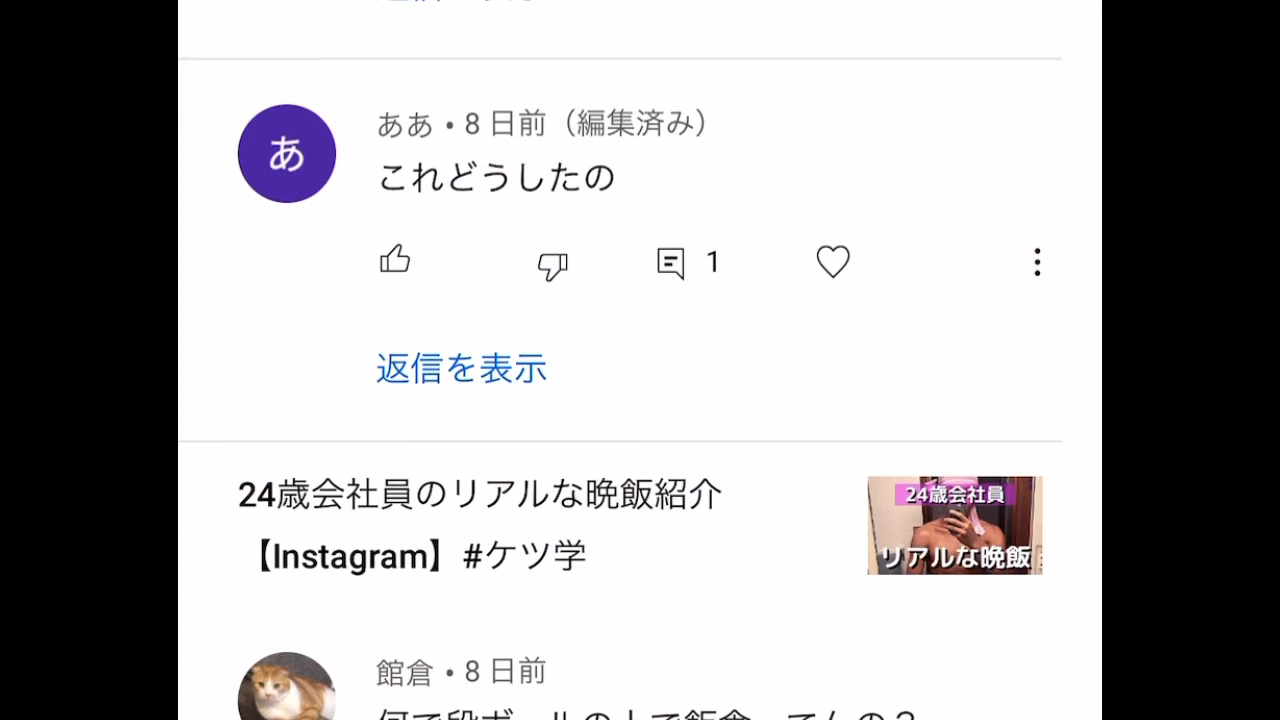 ああ • 8 日前（編集済み）
あ
これどうしたの
1
返信を表示
24歳会社員のリアルな晩飯紹介
【Instagram】#ケツ学
24歳会社員
リアルな晩飯
館倉 • 8 日前